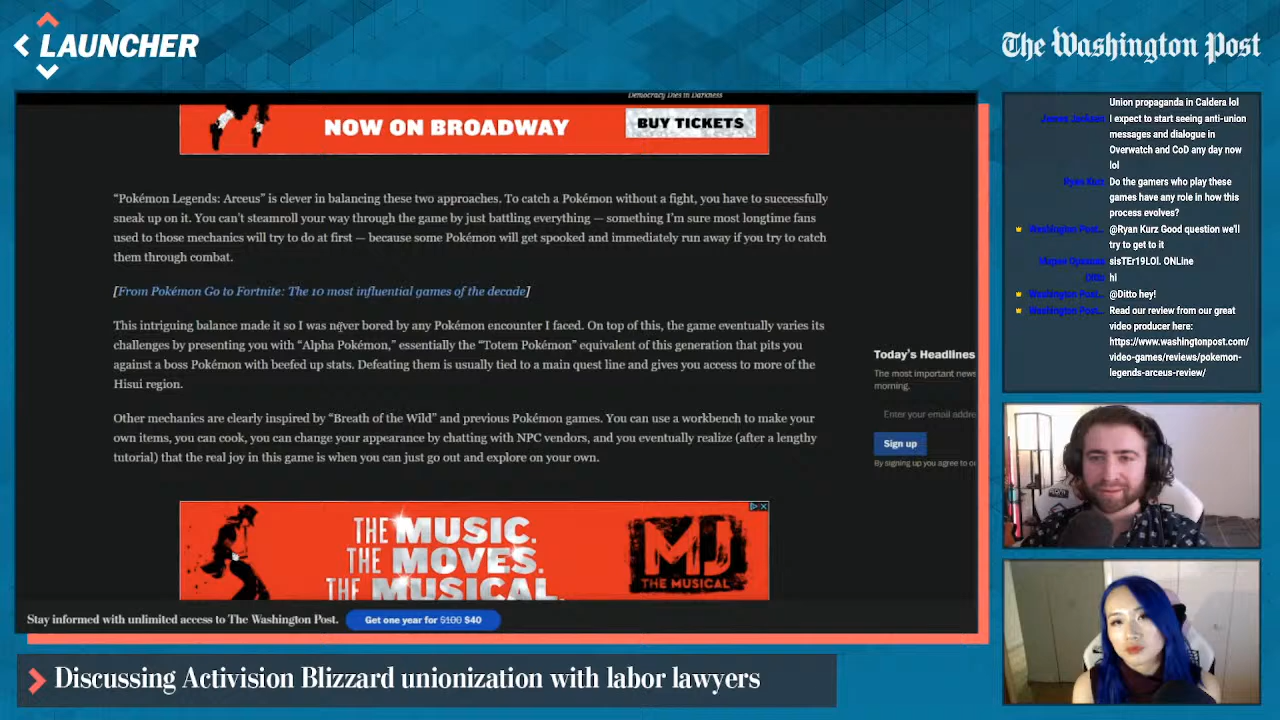 LAUNCHER
The Washington Post
Democracy Dies in Darkness
NOW ON BROADWAY
BUY TICKETS
“Pokémon Legends: Arceus” is clever in balancing these two approaches. To catch a Pokémon without a fight, you have to successfully
sneak up on it. You can't steamroll your way through the game by just battling everything — something I'm sure most longtime fans
used to those mechanics will try to do at first — because some Pokémon will get spooked and immediately run away if you try to catch
them through combat.
[From Pokémon Go to Fortnite: The 10 most influential games of the decade]
This intriguing balance made it so I was never bored by any Pokémon encounter I faced. On top of this, the game eventually varies its
challenges by presenting you with “Alpha Pokémon,” essentially the “Totem Pokémon” equivalent of this generation that pits you
against a boss Pokémon with beefed up stats. Defeating them is usually tied to a main quest line and gives you access to more of the
Hisui region.
Other mechanics are clearly inspired by “Breath of the Wild” and previous Pokémon games. You can use a workbench to make your
own items, you can cook, you can change your appearance by chatting with NPC vendors, and you eventually realize (after a lengthy
tutorial) that the real joy in this game is when you can just go out and explore on your own.
THE MUSIC.
THE MOVES.
THE MUSICAL.
MJ
THE MUSICAL
Today's Headlines
The most important news
morning.
Enter your email addre
Sign up
By signing up you agree to o
Stay informed with unlimited access to The Washington Post.
Get one year for $100 $40
Union propaganda in Caldera lol
I expect to start seeing anti-union
messages and dialogue in
Overwatch and CoD any day now
lol
Ryan Kurz Do the gamers who play these
games have any role in how this
process evolves?
Washington Post... @Ryan Kurz Good question we'll
try to get to it
sisTEr19LOl. ONLine
Ditto hi
Washington Post... @Ditto hey!
Washington Post... Read our review from our great
video producer here:
https://www.washingtonpost.com/
video-games/reviews/pokemon-
legends-arceus-review/
Discussing Activision Blizzard unionization with labor lawyers